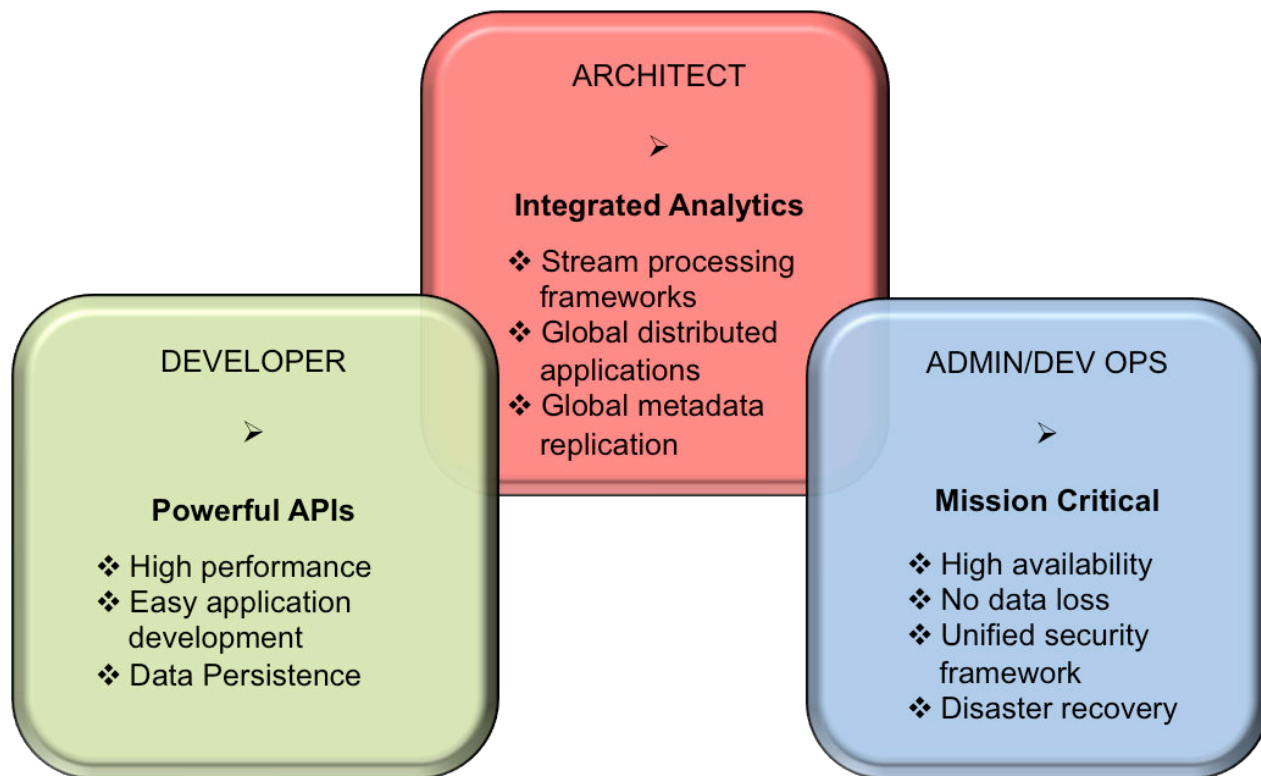 ARCHITECT
➢
Integrated Analytics
❖ Stream processing
frameworks
❖ Global distributed
applications
❖ Global metadata
replication
DEVELOPER
➢
Powerful APIs
❖ High performance
❖ Easy application
development
❖ Data Persistence
ADMIN/DEV OPS
➢
Mission Critical
❖ High availability
❖ No data loss
❖ Unified security
framework
❖ Disaster recovery